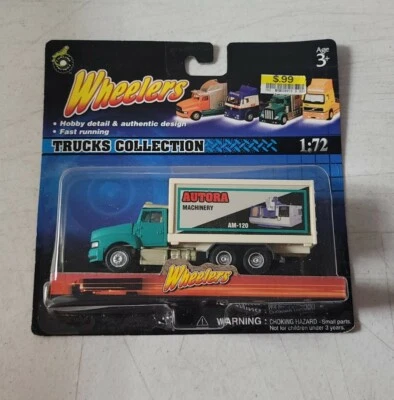 Wheelers
Age
3+
$.99
• Hobby detail & authentic design
• Fast running
TRUCKS COLLECTION
1:72
AUTORA
MACHINERY
AM-120
Wheelers
WARNING: CHOKING HAZARD - Small parts.
Not for children under 3 years.